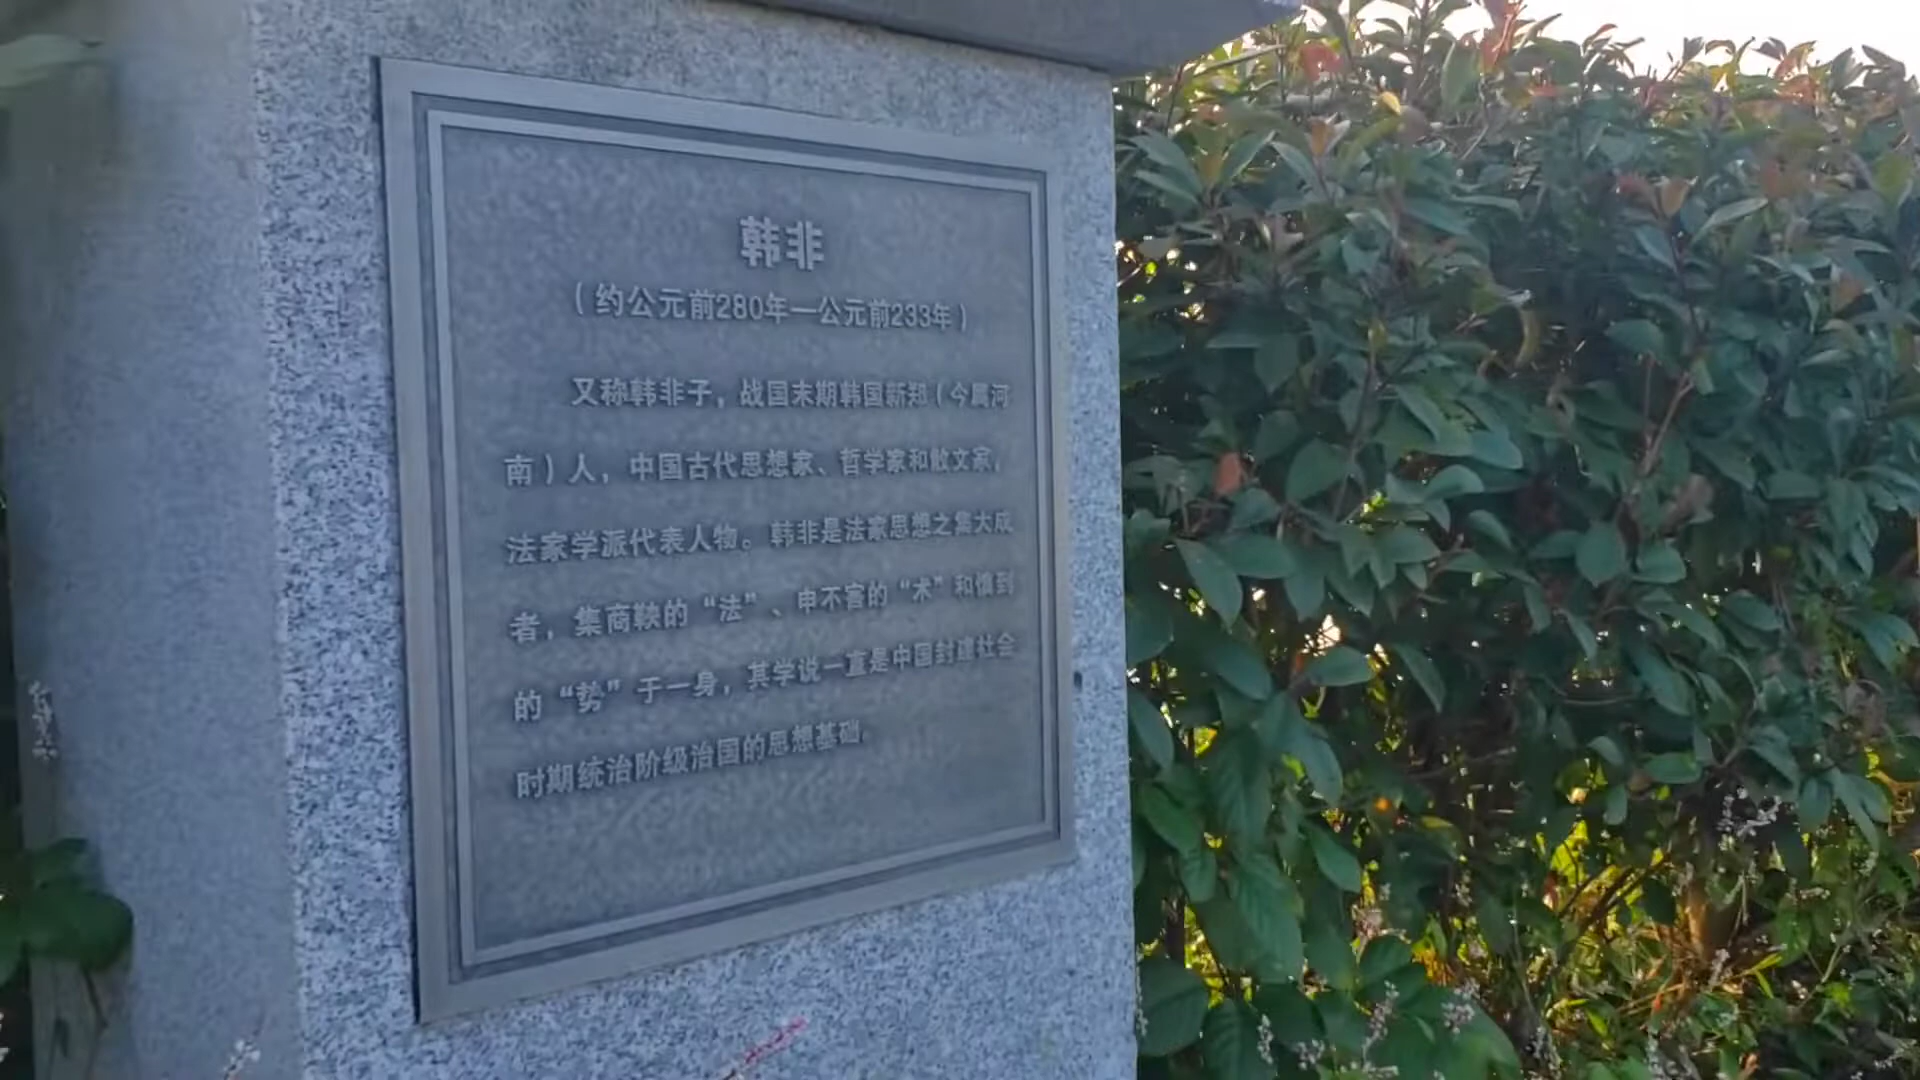 韩非
（约公元前280年—公元前233年）
又称韩非子，战国末期韩国新郑（今属河
南）人，中国古代思想家、哲学家和散文家，
法家学派代表人物。韩非是法家思想之集大成
者，集商鞅的“法”、申不害的“术”和慎到
的“势”于一身，其学说一直是中国封建社会
时期统治阶级治国的思想基础。